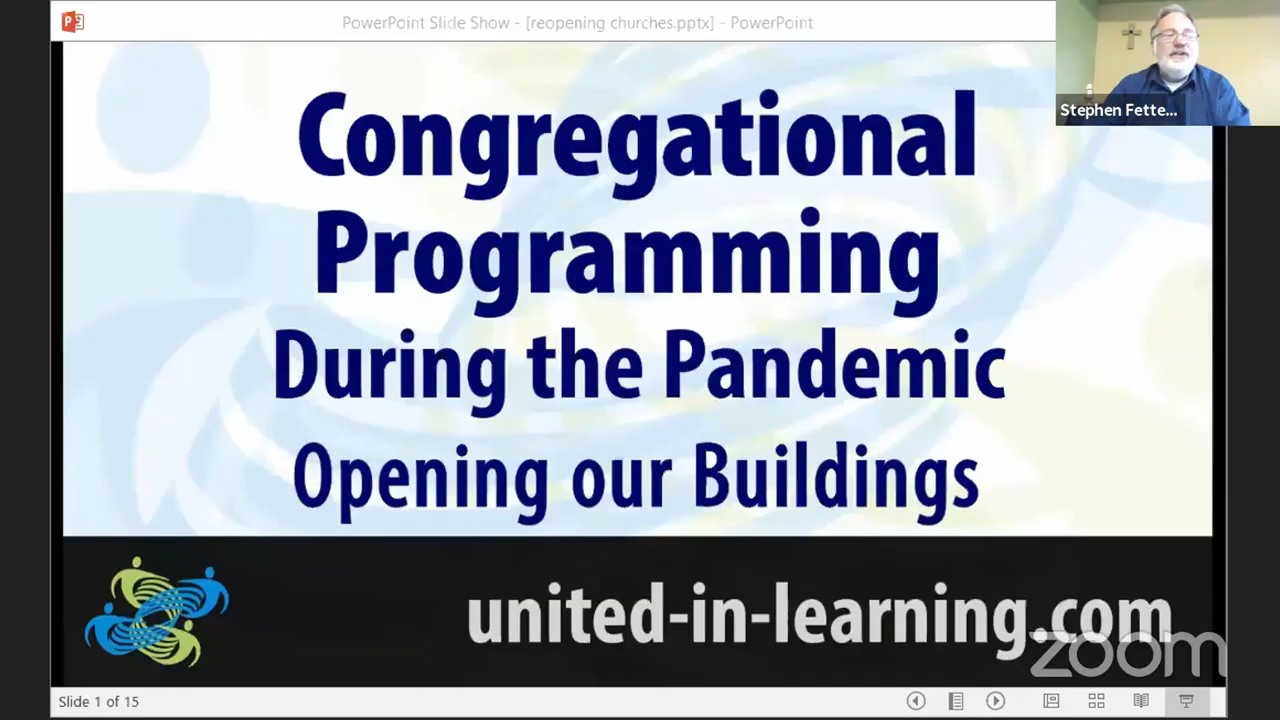 PowerPoint Slide Show - [reopening churches.pptx] - PowerPoint
Stephen Fette...
Congregational
Programming
During the Pandemic
Opening our Buildings
united-in-learning.com
zoom
Slide 1 of 15